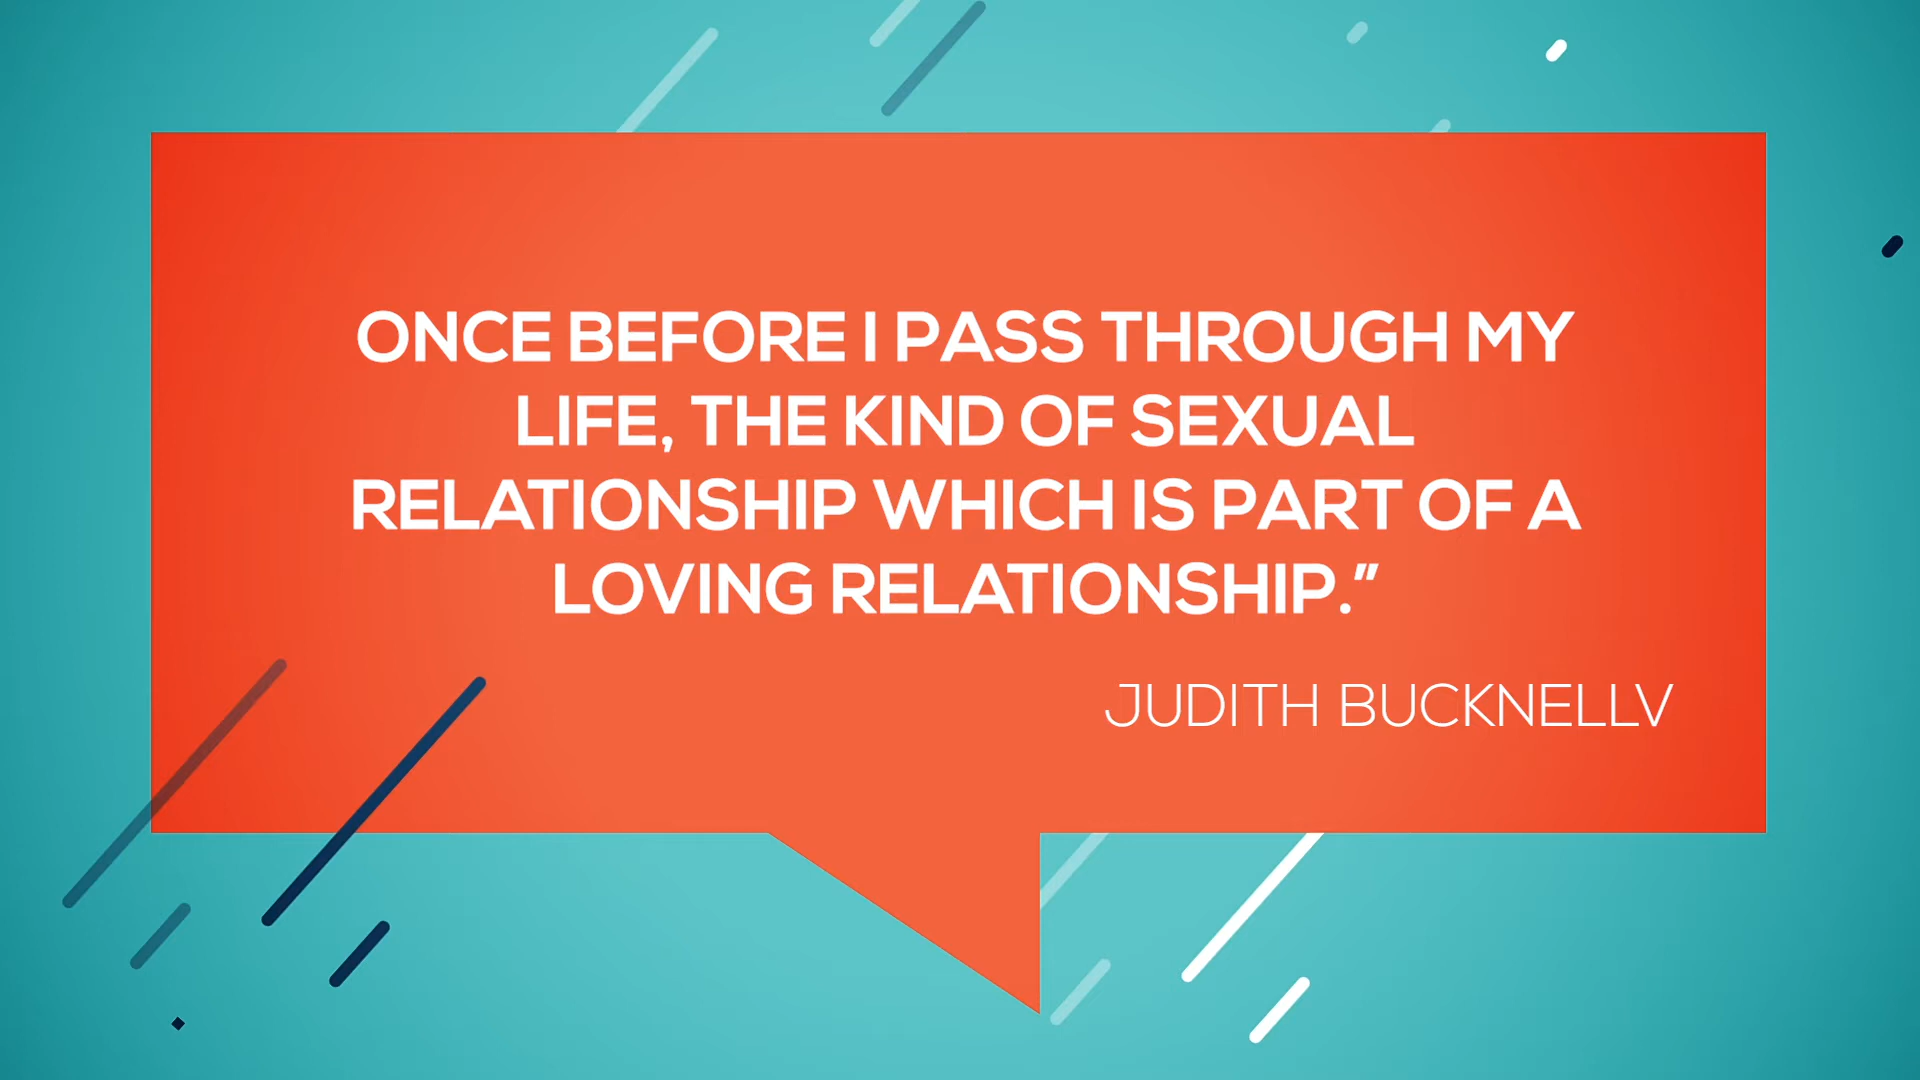 ONCE BEFORE I PASS THROUGH MY
LIFE, THE KIND OF SEXUAL
RELATIONSHIP WHICH IS PART OF A
LOVING RELATIONSHIP.”
JUDITH BUCKNELLV